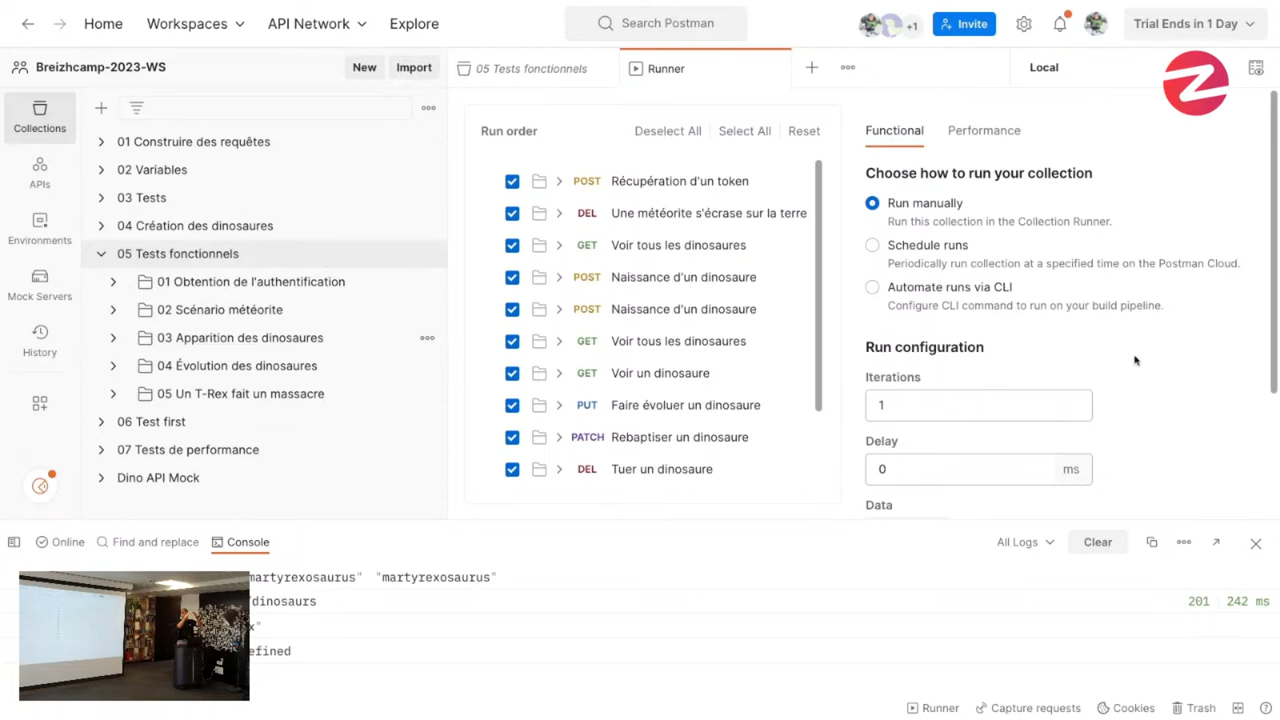 Home Workspaces API Network Explore Search Postman +1 Invite Trial Ends in 1 Day
Breizhcamp-2023-WS New Import 05 Tests fonctionnels Runner Local
Collections
APIs
Environments
Mock Servers
History
01 Construire des requêtes
02 Variables
03 Tests
04 Création des dinosaures
05 Tests fonctionnels
01 Obtention de l'authentification
02 Scénario météorite
03 Apparition des dinosaures
04 Évolution des dinosaures
05 Un T-Rex fait un massacre
06 Test first
07 Tests de performance
Dino API Mock
Run order Deselect All Select All Reset
POST Récupération d'un token
DEL Une météorite s'écrase sur la terre
GET Voir tous les dinosaures
POST Naissance d'un dinosaure
POST Naissance d'un dinosaure
GET Voir tous les dinosaures
GET Voir un dinosaure
PUT Faire évoluer un dinosaure
PATCH Rebaptiser un dinosaure
DEL Tuer un dinosaure
Functional Performance
Choose how to run your collection
Run manually
Run this collection in the Collection Runner.
Schedule runs
Periodically run collection at a specified time on the Postman Cloud.
Automate runs via CLI
Configure CLI command to run on your build pipeline.
Run configuration
Iterations
1
Delay
0 ms
Data
Online Find and replace Console All Logs Clear
martyrexosaurus" "martyrexosaurus"
dinosaurs 201 242 ms
x"
efined
Runner Capture requests Cookies Trash